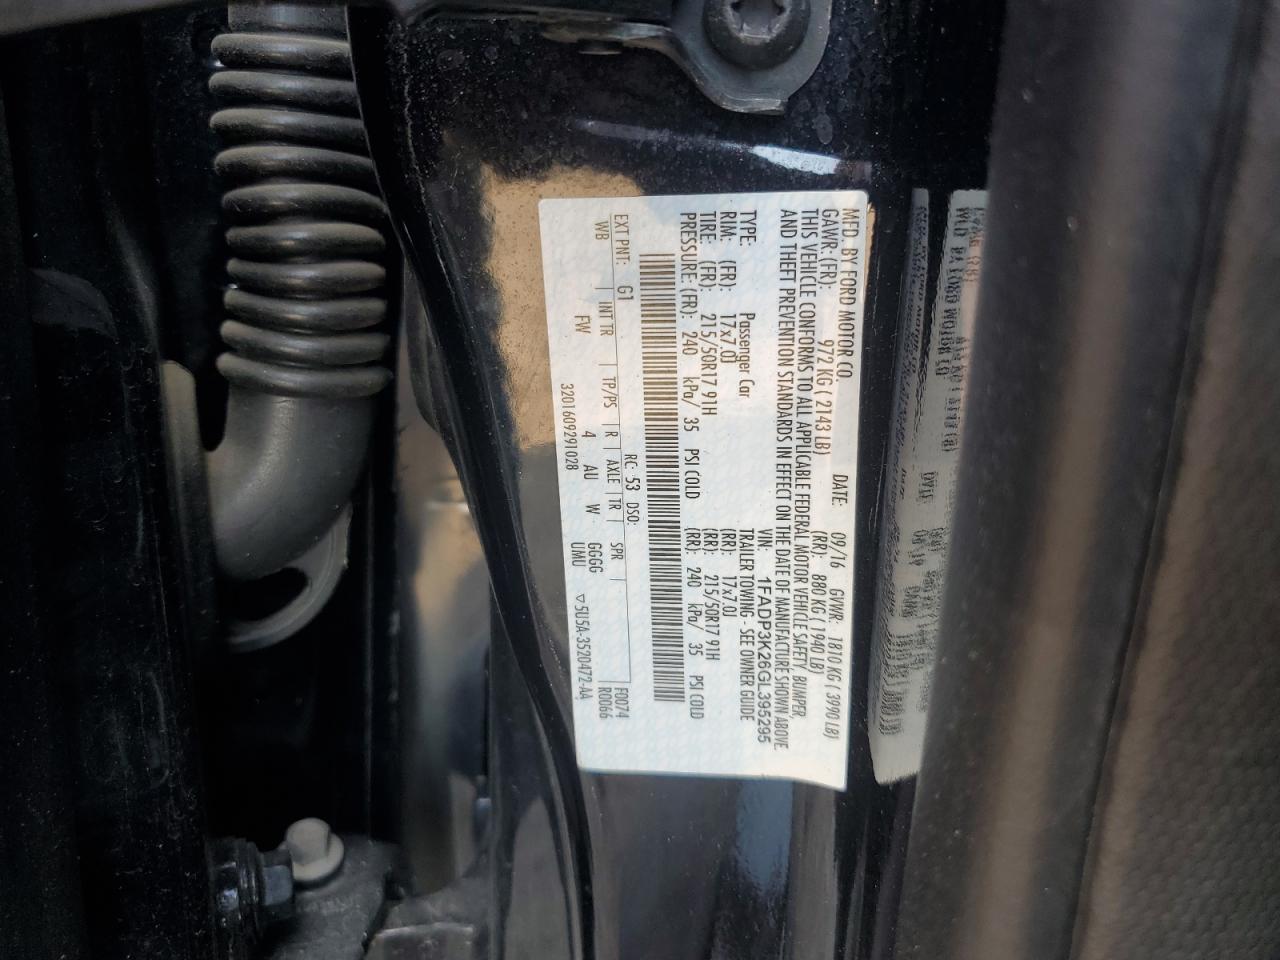 MFD. BY FORD MOTOR CO.
DATE: 09/16 GVWR: 1810 KG ( 3990 LB)
GAWR: (FR): 972 KG ( 2143 LB) (RR): 880 KG ( 1940 LB)
THIS VEHICLE CONFORMS TO ALL APPLICABLE FEDERAL MOTOR VEHICLE SAFETY, BUMPER,
AND THEFT PREVENTION STANDARDS IN EFFECT ON THE DATE OF MANUFACTURE SHOWN ABOVE.
VIN: 1FADP3K26GL395295
TYPE: Passenger Car TRAILER TOWING - SEE OWNER GUIDE
RIM: (FR): 17x7.0J (RR): 17x7.0J
TIRE: (FR): 215/50R17 91H (RR): 215/50R17 91H
PRESSURE: (FR): 240 kPa/ 35 PSI COLD (RR): 240 kPa/ 35 PSI COLD
EXT PNT: G1 RC: 53 DSO: F0074
WB INT TR TP/PS R AXLE TR SPR R0066
FW 4 AU W GGGG
UMU
3201609291028 ▽5U5A-3520472-AA